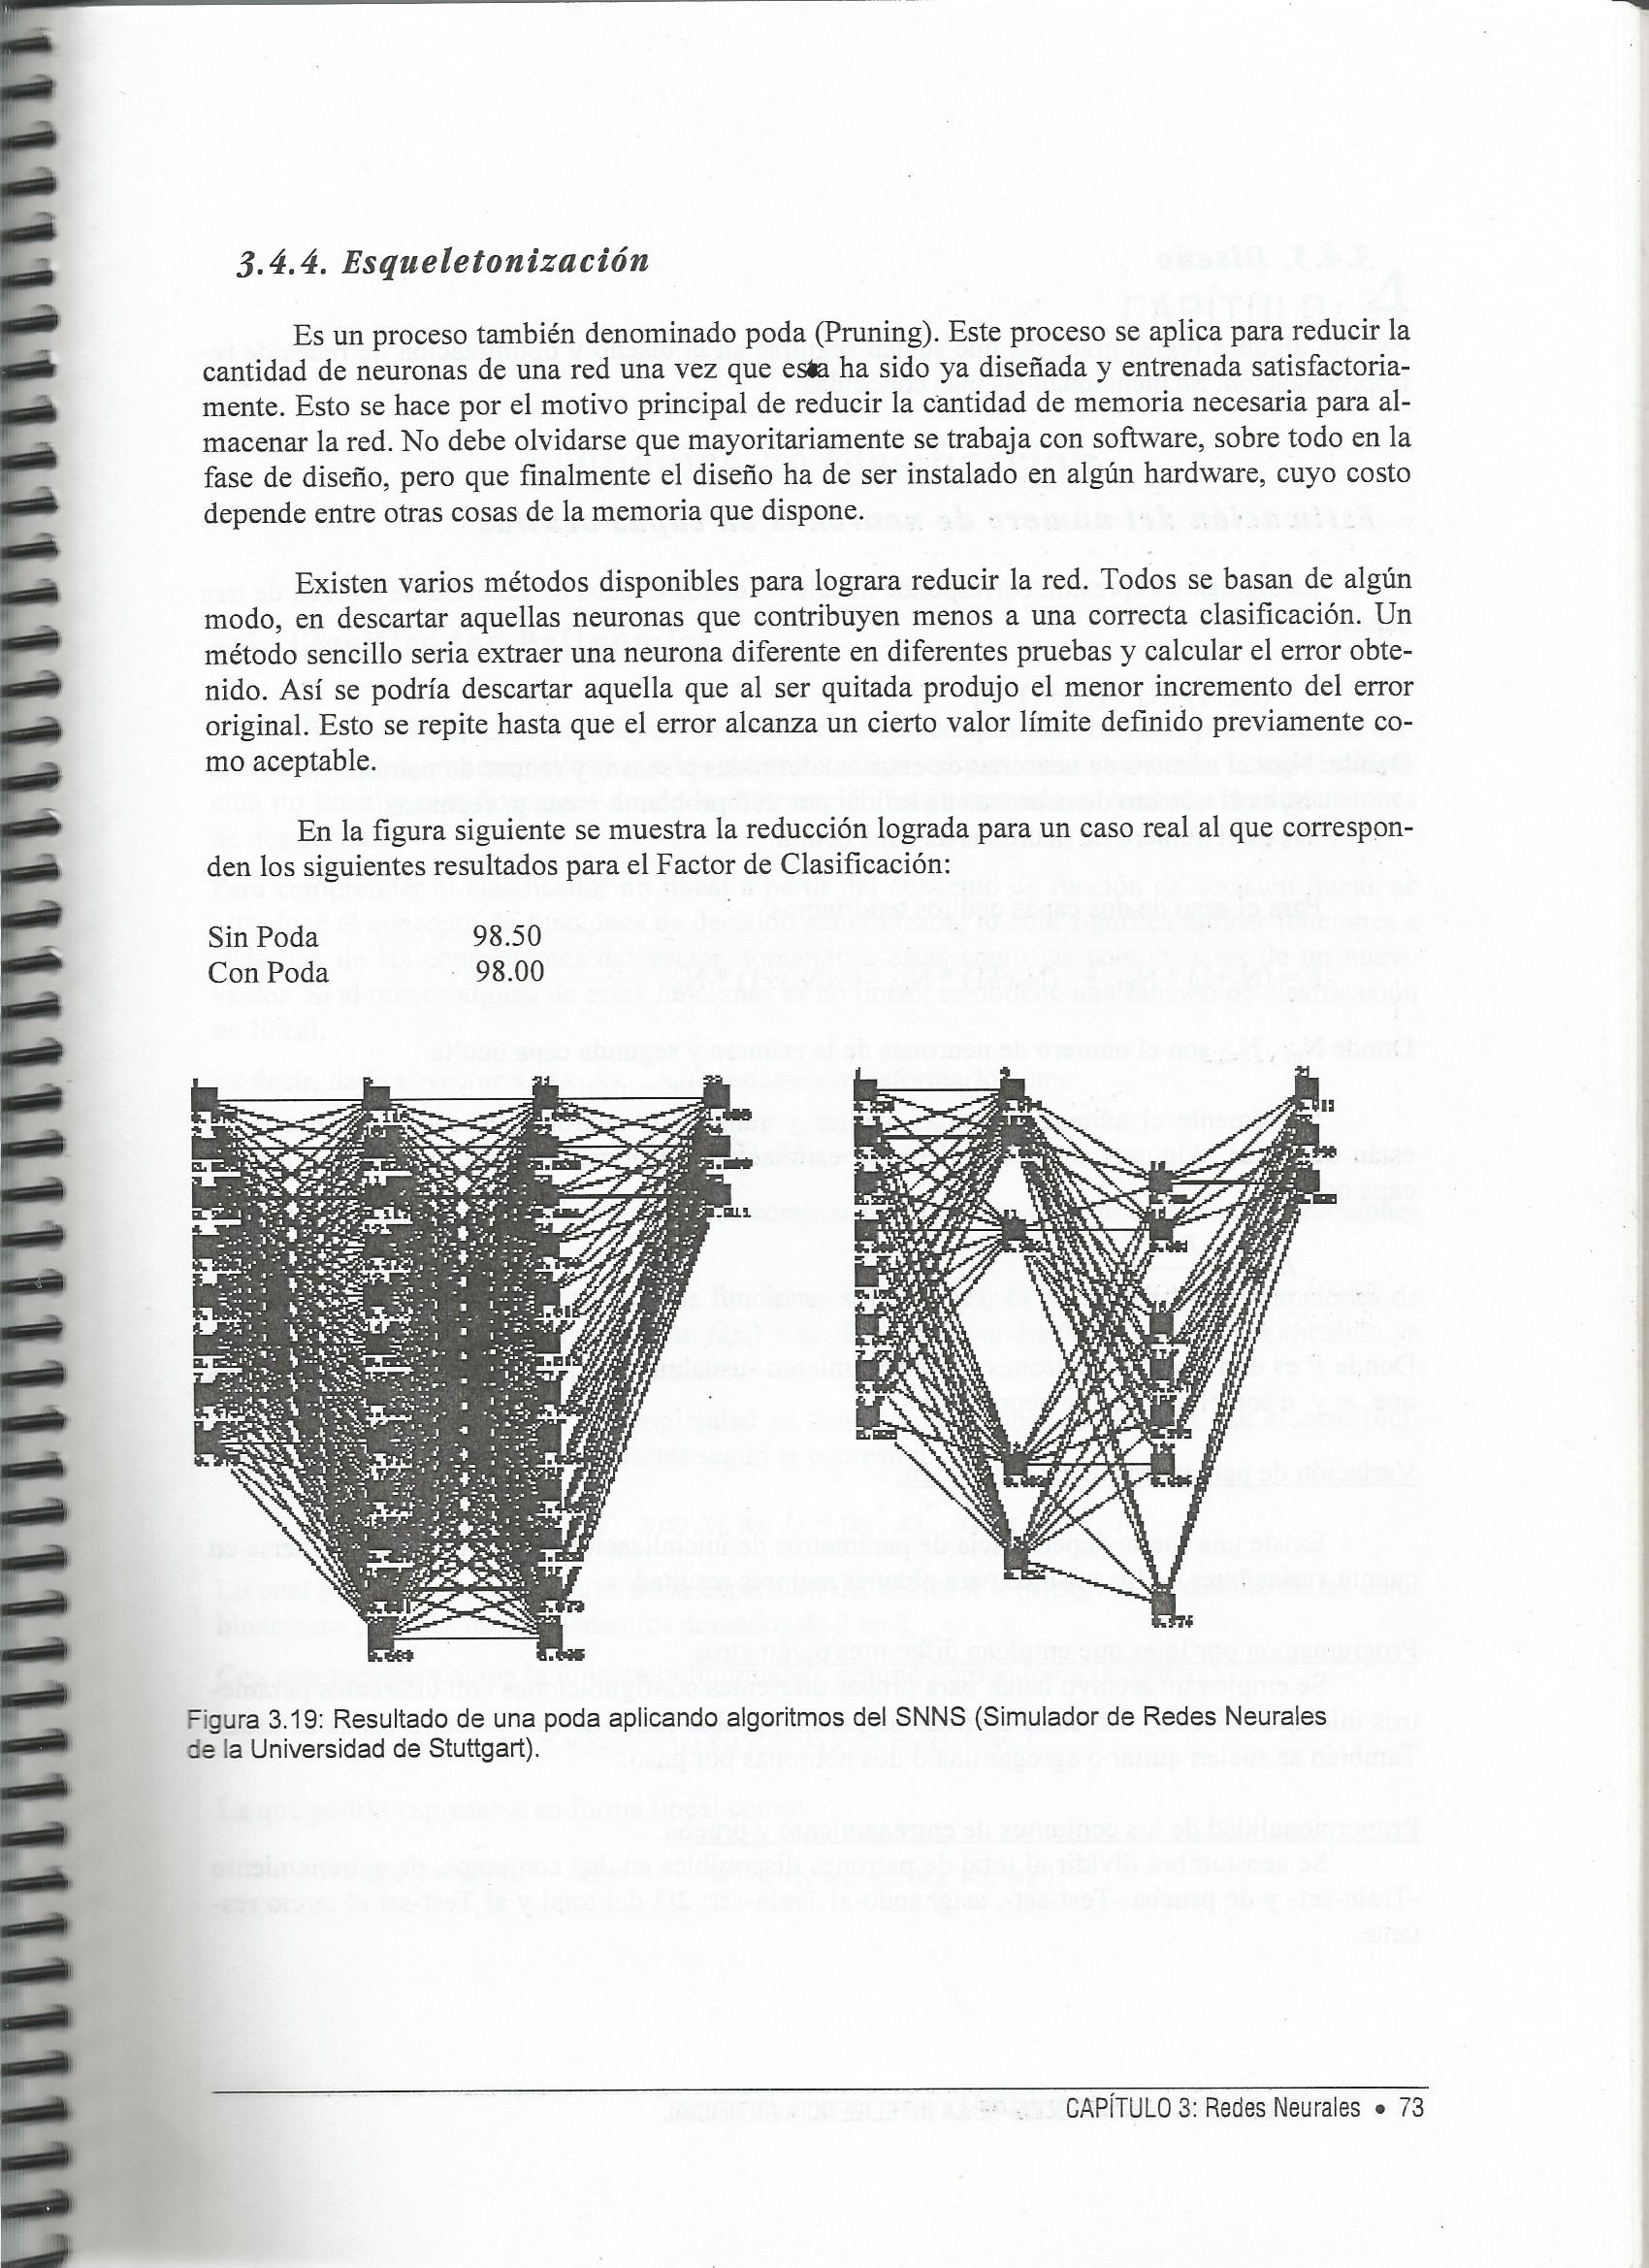 3.4.4. Esqueletonización
Es un proceso también denominado poda (Pruning). Este proceso se aplica para reducir la
cantidad de neuronas de una red una vez que esta ha sido ya diseñada y entrenada satisfactoria-
mente. Esto se hace por el motivo principal de reducir la cantidad de memoria necesaria para al-
macenar la red. No debe olvidarse que mayoritariamente se trabaja con software, sobre todo en la
fase de diseño, pero que finalmente el diseño ha de ser instalado en algún hardware, cuyo costo
depende entre otras cosas de la memoria que dispone.
Existen varios métodos disponibles para lograra reducir la red. Todos se basan de algún
modo, en descartar aquellas neuronas que contribuyen menos a una correcta clasificación. Un
método sencillo seria extraer una neurona diferente en diferentes pruebas y calcular el error obte-
nido. Así se podría descartar aquella que al ser quitada produjo el menor incremento del error
original. Esto se repite hasta que el error alcanza un cierto valor límite definido previamente co-
mo aceptable.
En la figura siguiente se muestra la reducción lograda para un caso real al que correspon-
den los siguientes resultados para el Factor de Clasificación:
Sin Poda 98.50
Con Poda 98.00
Figura 3.19: Resultado de una poda aplicando algoritmos del SNNS (Simulador de Redes Neurales
de la Universidad de Stuttgart).
CAPÍTULO 3: Redes Neurales • 73